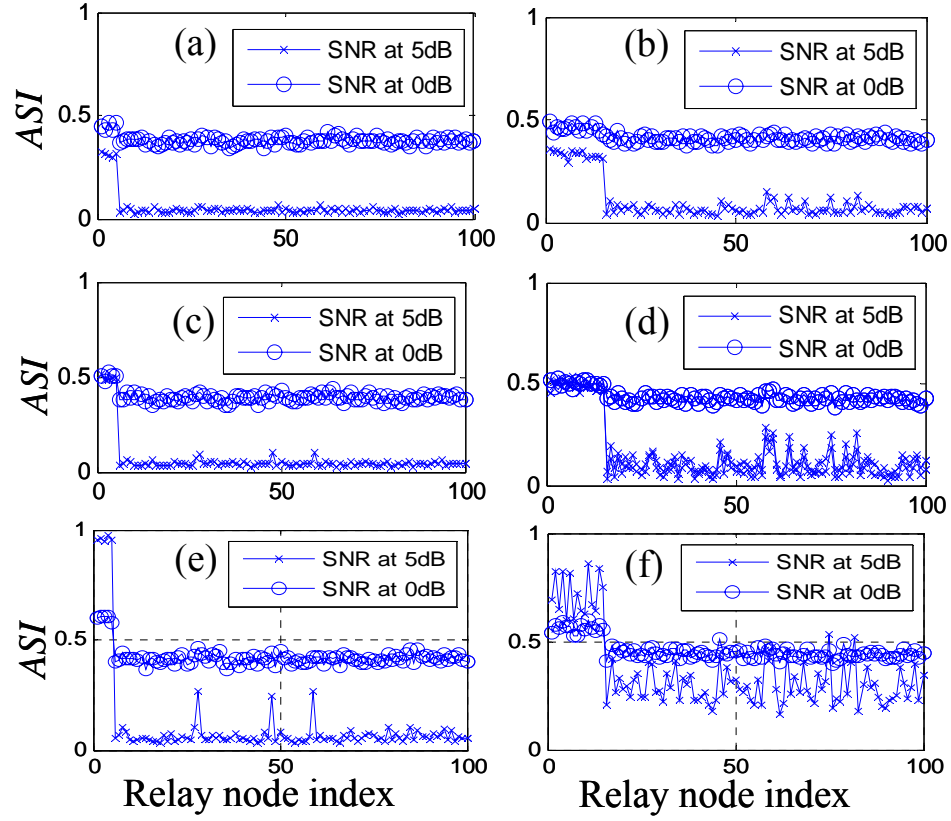 1
(a)
SNR at 5dB
SNR at 0dB
ASI
0.5
0
0
50
100
1
(b)
SNR at 5dB
SNR at 0dB
0.5
0
0
50
100
1
(c)
SNR at 5dB
SNR at 0dB
ASI
0.5
0
0
50
100
1
(d)
SNR at 5dB
SNR at 0dB
0.5
0
0
50
100
1
(e)
SNR at 5dB
SNR at 0dB
ASI
0.5
0
0
50
100
Relay node index
1
(f)
SNR at 5dB
SNR at 0dB
0.5
0
0
50
100
Relay node index